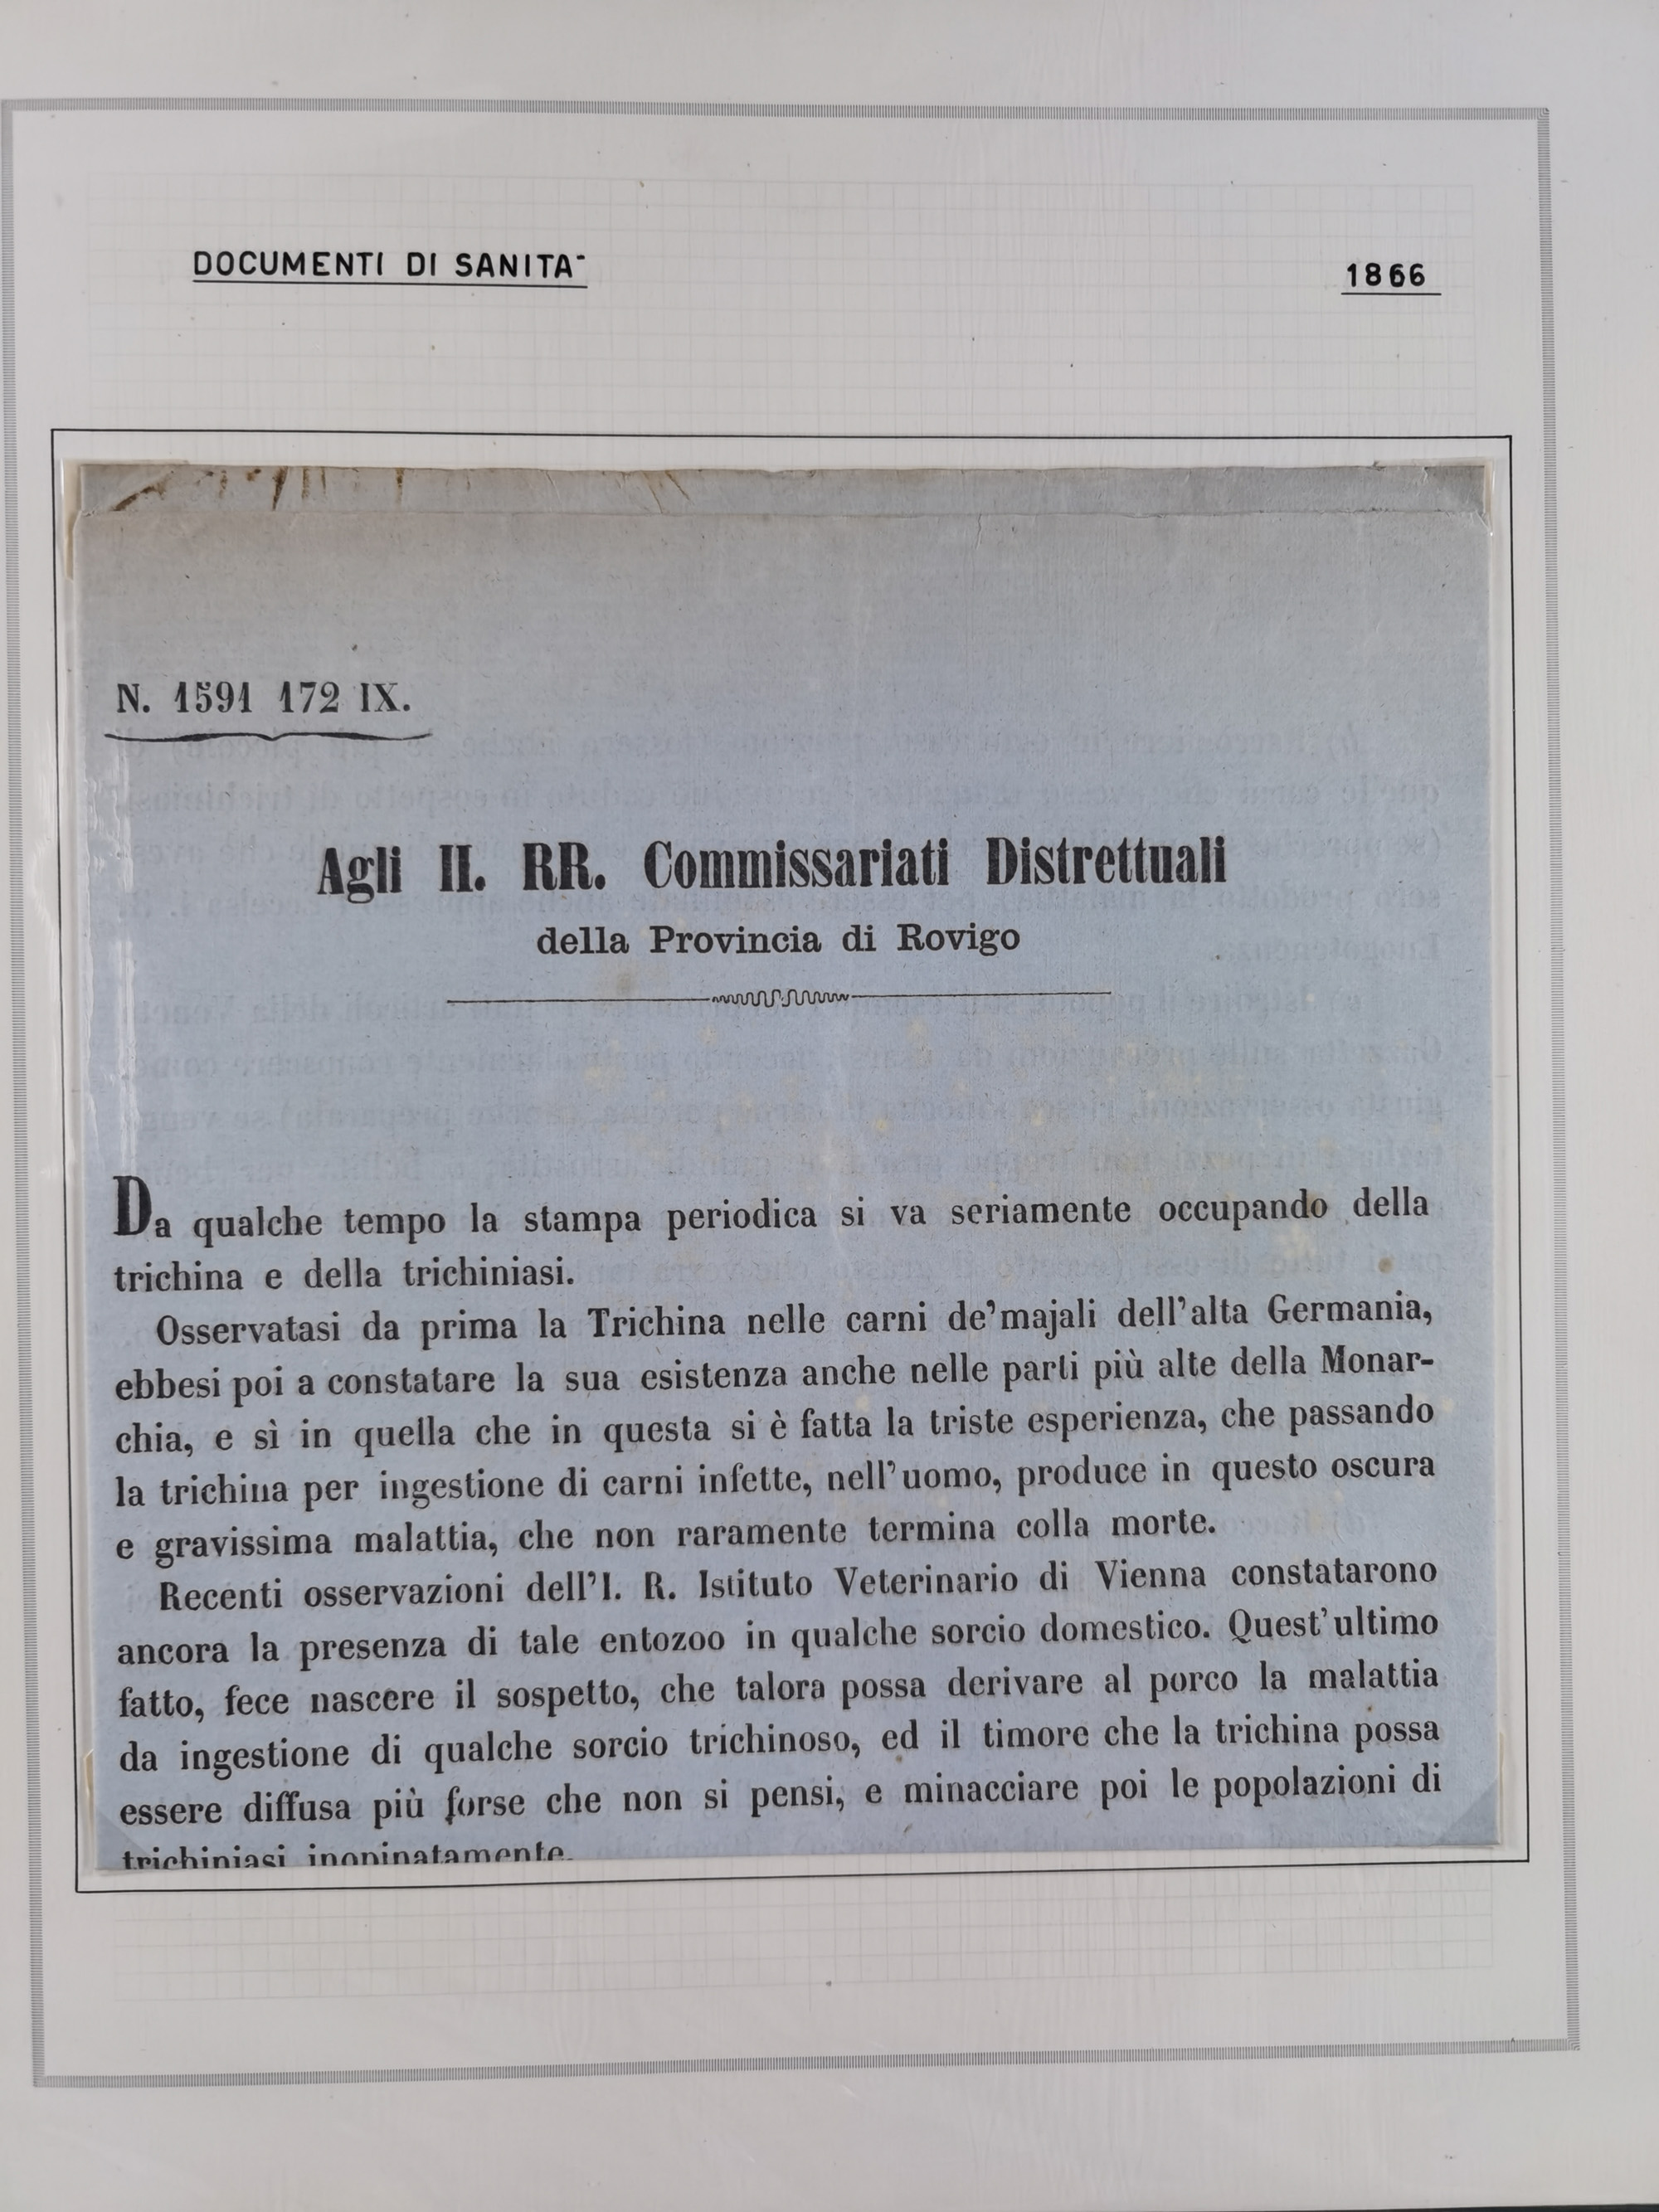 DOCUMENTI DI SANITA-
1866
N. 1591 172 IX.
Agli II. RR. Commissariati Distrettuali
della Provincia di Rovigo
Da qualche tempo la stampa periodica si va seriamente occupando della
trichina e della trichiniasi.
Osservatasi da prima la Trichina nelle carni de'majali dell'alta Germania,
ebbesi poi a constatare la sua esistenza anche nelle parti più alte della Monar-
chia, e sì in quella che in questa si è fatta la triste esperienza, che passando
la trichina per ingestione di carni infette, nell'uomo, produce in questo oscura
e gravissima malattia, che non raramente termina colla morte.
Recenti osservazioni dell'I. R. Istituto Veterinario di Vienna constatarono
ancora la presenza di tale entozoo in qualche sorcio domestico. Quest'ultimo
fatto, fece nascere il sospetto, che talora possa derivare al porco la malattia
da ingestione di qualche sorcio trichinoso, ed il timore che la trichina possa
essere diffusa più forse che non si pensi, e minacciare poi le popolazioni di
trichiniasi inopinatamente.